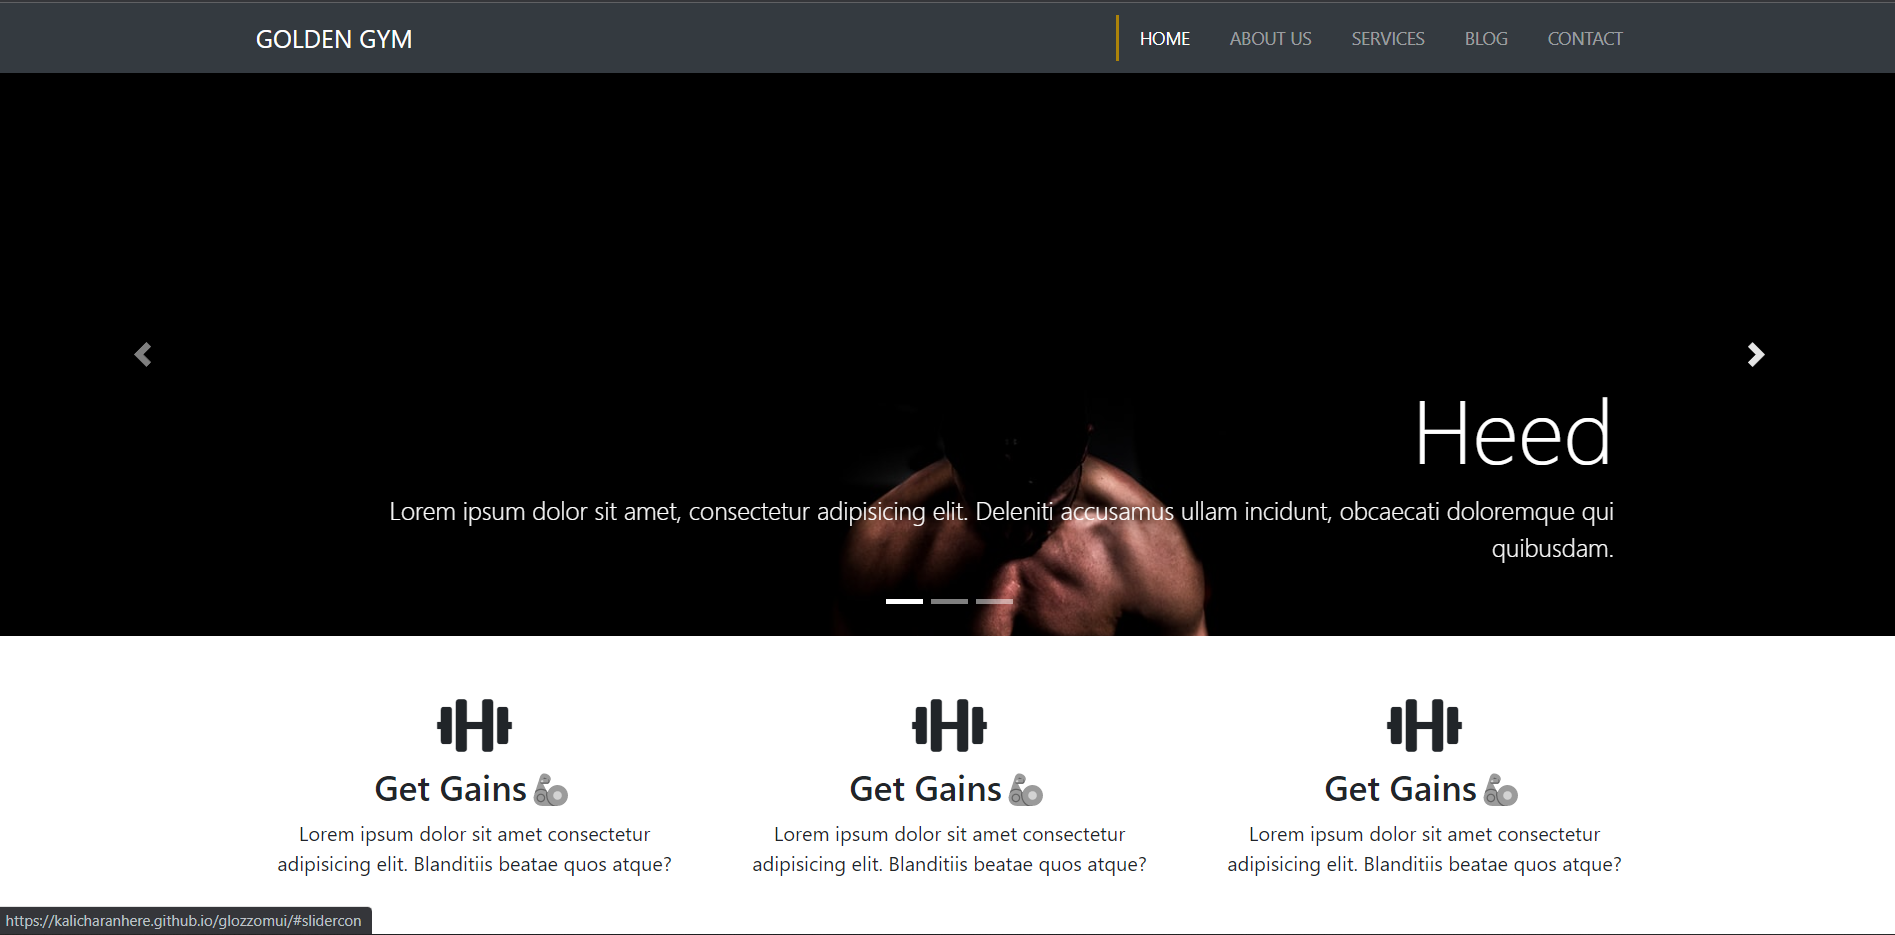 GOLDEN GYM
HOME ABOUT US SERVICES BLOG CONTACT
Heed
Lorem ipsum dolor sit amet, consectetur adipisicing elit. Deleniti accusamus ullam incidunt, obcaecati doloremque qui
quibusdam.
Get Gains🦾
Lorem ipsum dolor sit amet consectetur
adipisicing elit. Blanditiis beatae quos atque?
Get Gains🦾
Lorem ipsum dolor sit amet consectetur
adipisicing elit. Blanditiis beatae quos atque?
Get Gains🦾
Lorem ipsum dolor sit amet consectetur
adipisicing elit. Blanditiis beatae quos atque?
https://kalicharanhere.github.io/glozzomui/#slidercon